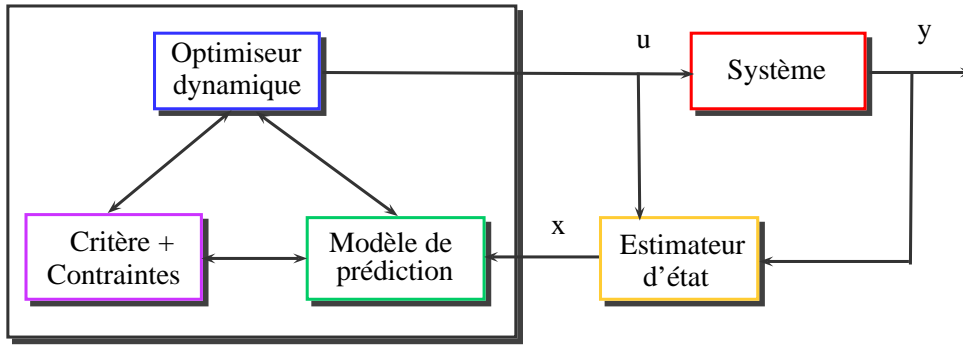 Optimiseur
dynamique
u
Système
y
Critère +
Contraintes
Modèle de
prédiction
x
Estimateur
d’état